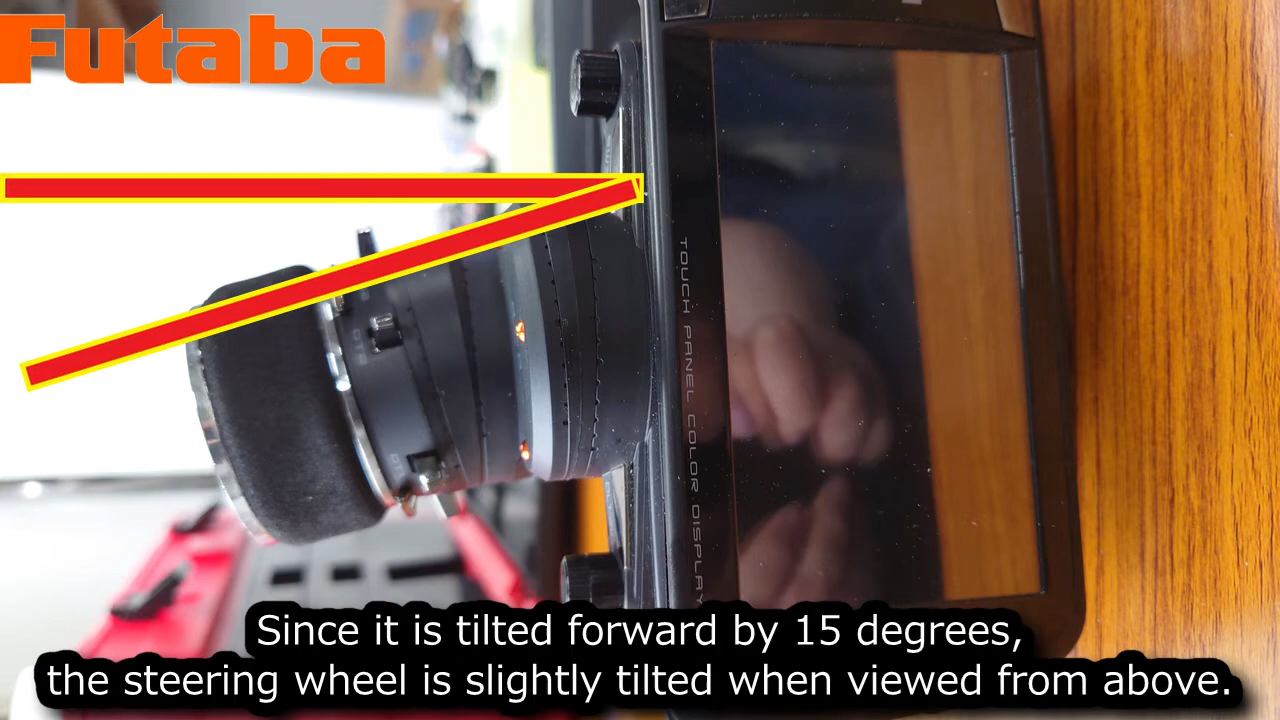 Futaba
TOUCH PANEL COLOR DISPLAY
Since it is tilted forward by 15 degrees,
the steering wheel is slightly tilted when viewed from above.